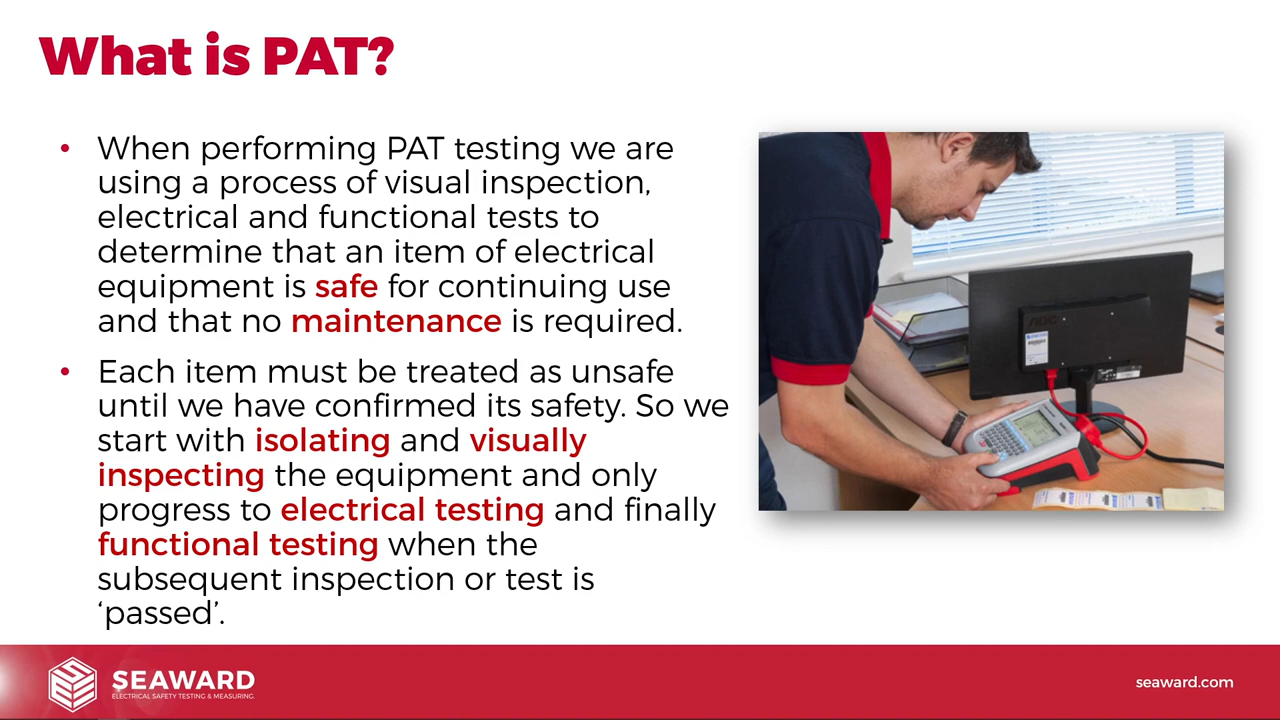 What is PAT?
• When performing PAT testing we are
using a process of visual inspection,
electrical and functional tests to
determine that an item of electrical
equipment is safe for continuing use
and that no maintenance is required.
• Each item must be treated as unsafe
until we have confirmed its safety. So we
start with isolating and visually
inspecting the equipment and only
progress to electrical testing and finally
functional testing when the
subsequent inspection or test is
‘passed’.
AOC
SEAWARD
ELECTRICAL SAFETY TESTING & MEASURING.
seaward.com